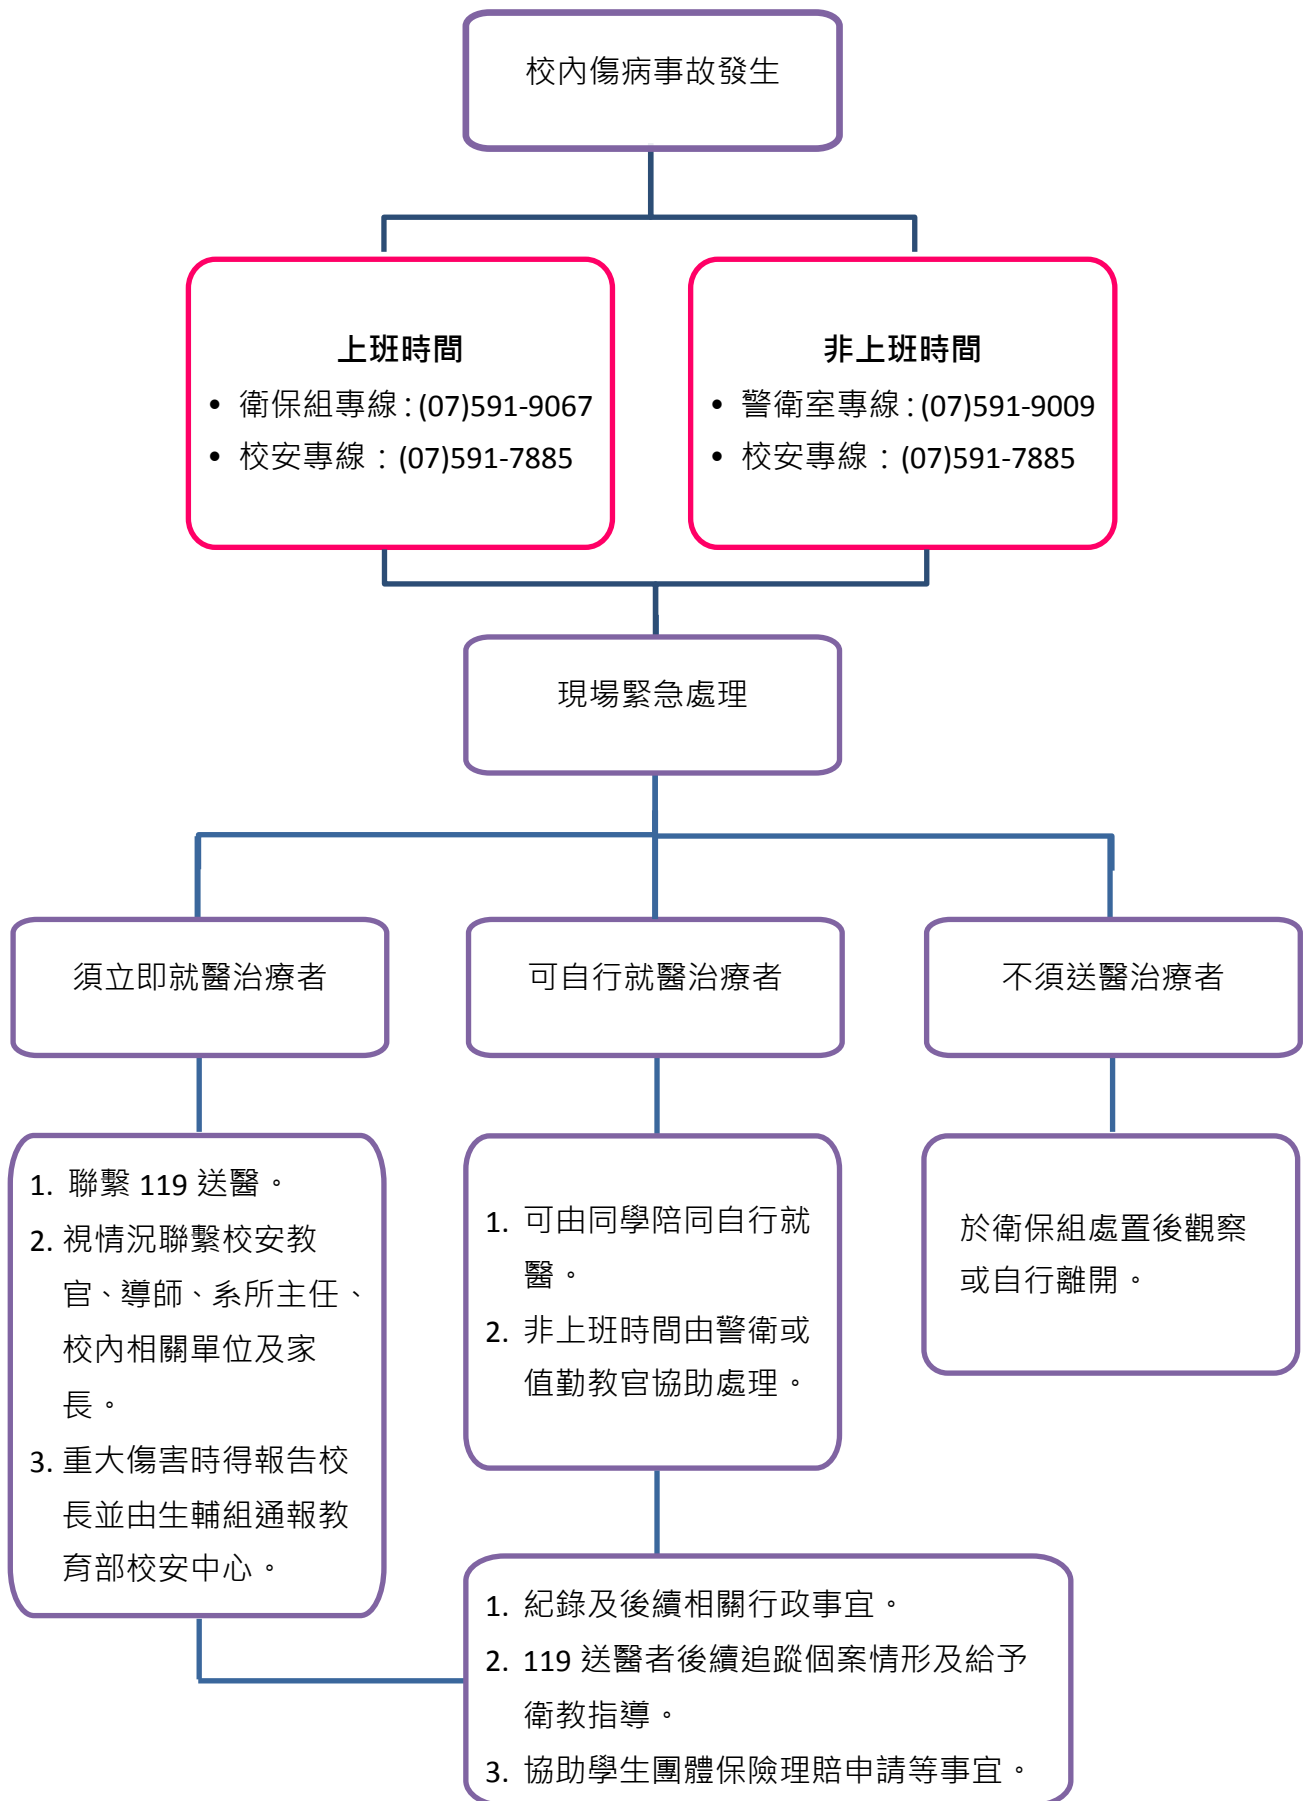 校內傷病事故發生
上班時間
• 衛保組專線：(07)591-9067
• 校安專線：(07)591-7885
非上班時間
• 警衛室專線：(07)591-9009
• 校安專線：(07)591-7885
現場緊急處理
須立即就醫治療者
可自行就醫治療者
不須送醫治療者
1. 聯繫 119 送醫。
2. 視情況聯繫校安教
官、導師、系所主任、
校內相關單位及家
長。
3. 重大傷害時得報告校
長並由生輔組通報教
育部校安中心。
1. 可由同學陪同自行就
醫。
2. 非上班時間由警衛或
值勤教官協助處理。
於衛保組處置後觀察
或自行離開。
1. 紀錄及後續相關行政事宜。
2. 119 送醫者後續追蹤個案情形及給予
衛教指導。
3. 協助學生團體保險理賠申請等事宜。